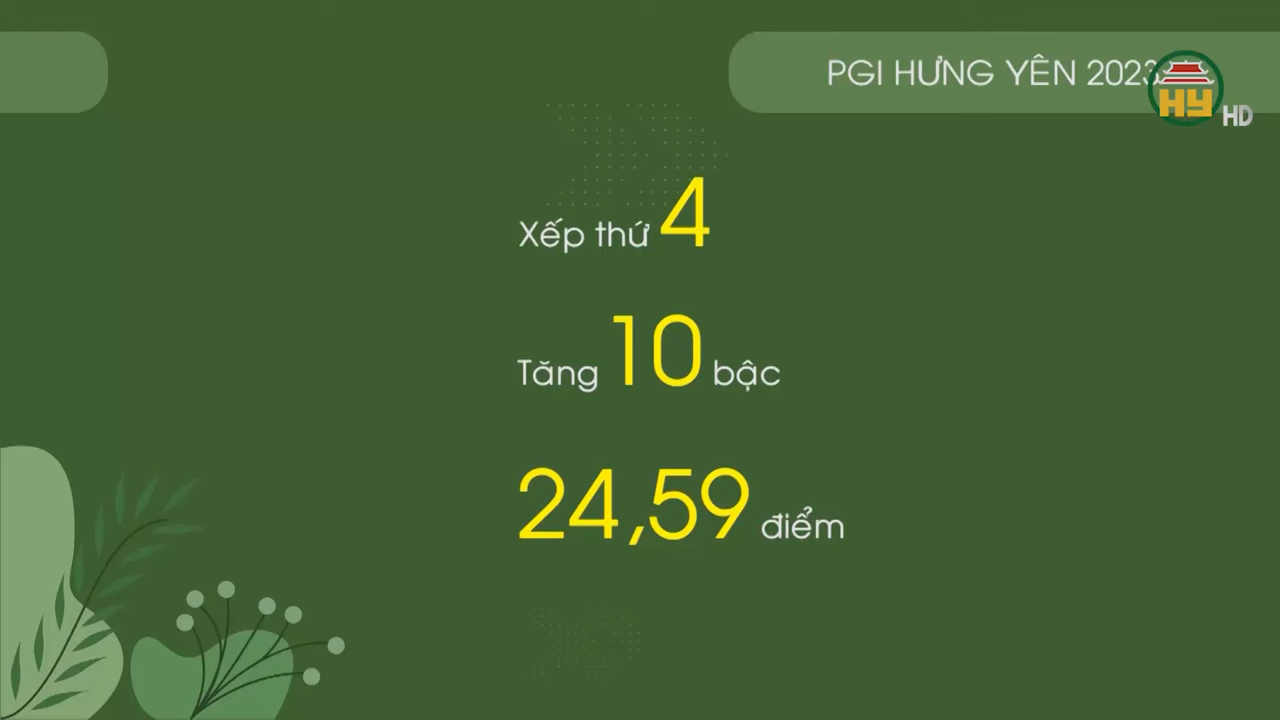 PGI HƯNG YÊN 2023
HY
HD
Xếp thứ 4
Tăng 10 bậc
24,59 điểm